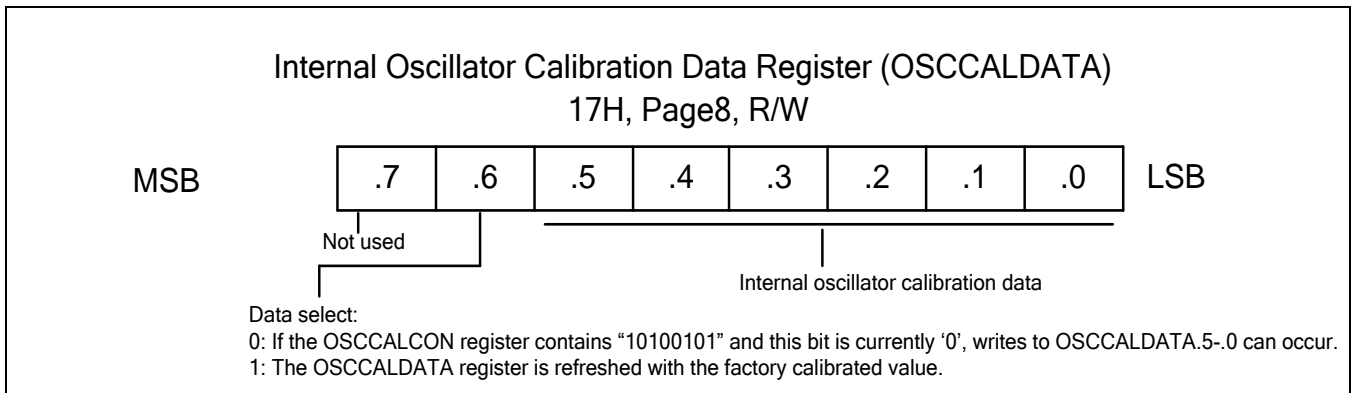 Internal Oscillator Calibration Data Register (OSCCALDATA)
17H, Page8, R/W
MSB .7 .6 .5 .4 .3 .2 .1 .0 LSB
Not used
Internal oscillator calibration data
Data select:
0: If the OSCCALCON register contains “10100101” and this bit is currently ‘0’, writes to OSCCALDATA.5-.0 can occur.
1: The OSCCALDATA register is refreshed with the factory calibrated value.